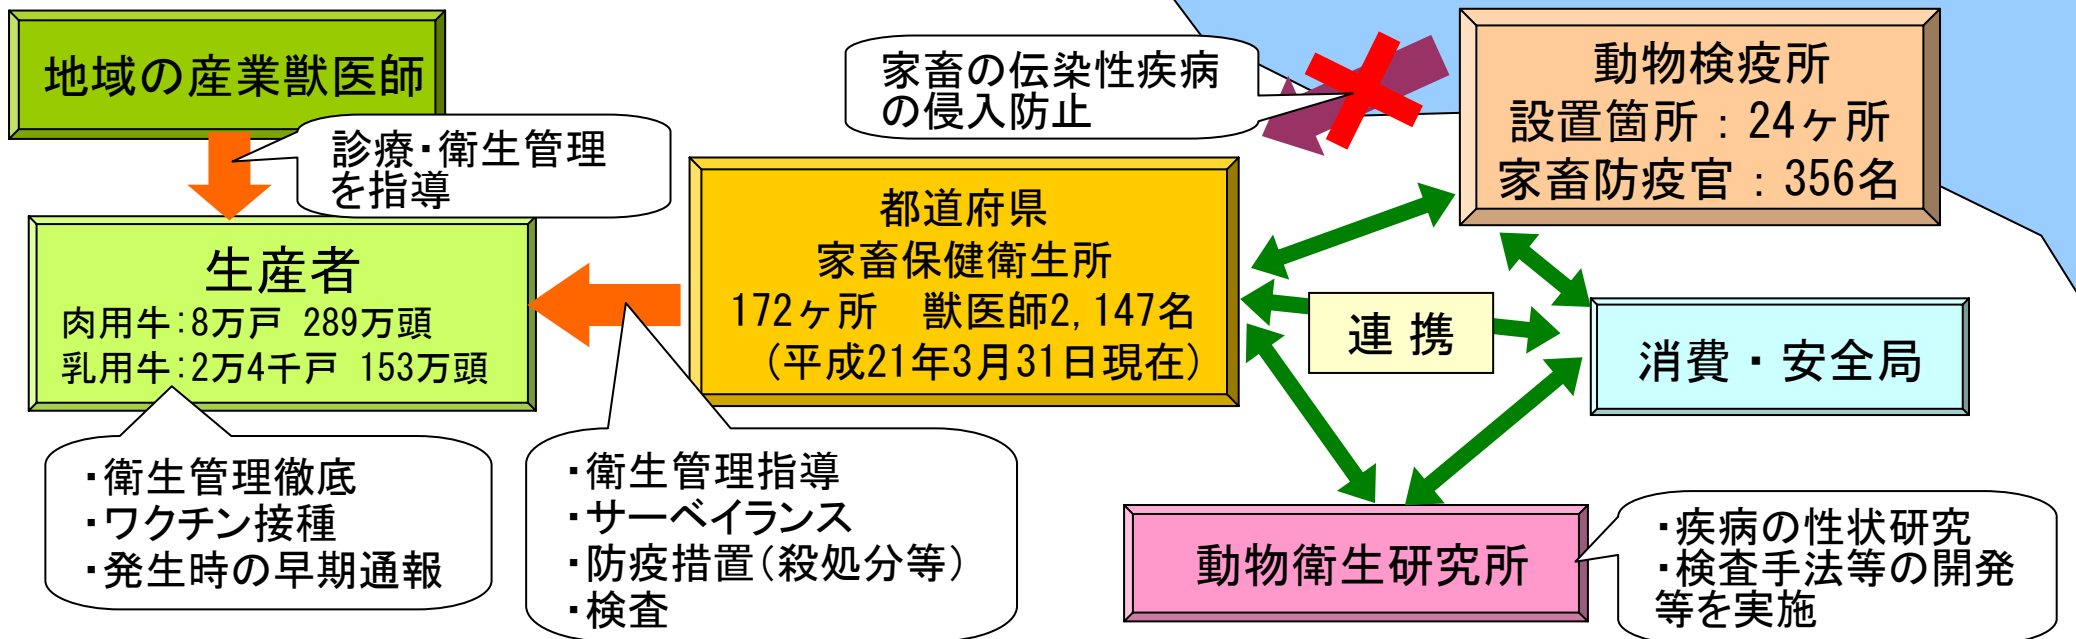 地域の産業獣医師
診療・衛生管理
を指導
生産者
肉用牛:8万戸 289万頭
乳用牛:2万4千戸 153万頭
・衛生管理徹底
・ワクチン接種
・発生時の早期通報
家畜の伝染性疾病
の侵入防止
都道府県
家畜保健衛生所
172ヶ所 獣医師2,147名
(平成21年3月31日現在)
・衛生管理指導
・サーベイランス
・防疫措置(殺処分等)
・検査
動物検疫所
設置箇所:24ヶ所
家畜防疫官:356名
連携
消費・安全局
動物衛生研究所
・疾病の性状研究
・検査手法等の開発
等を実施